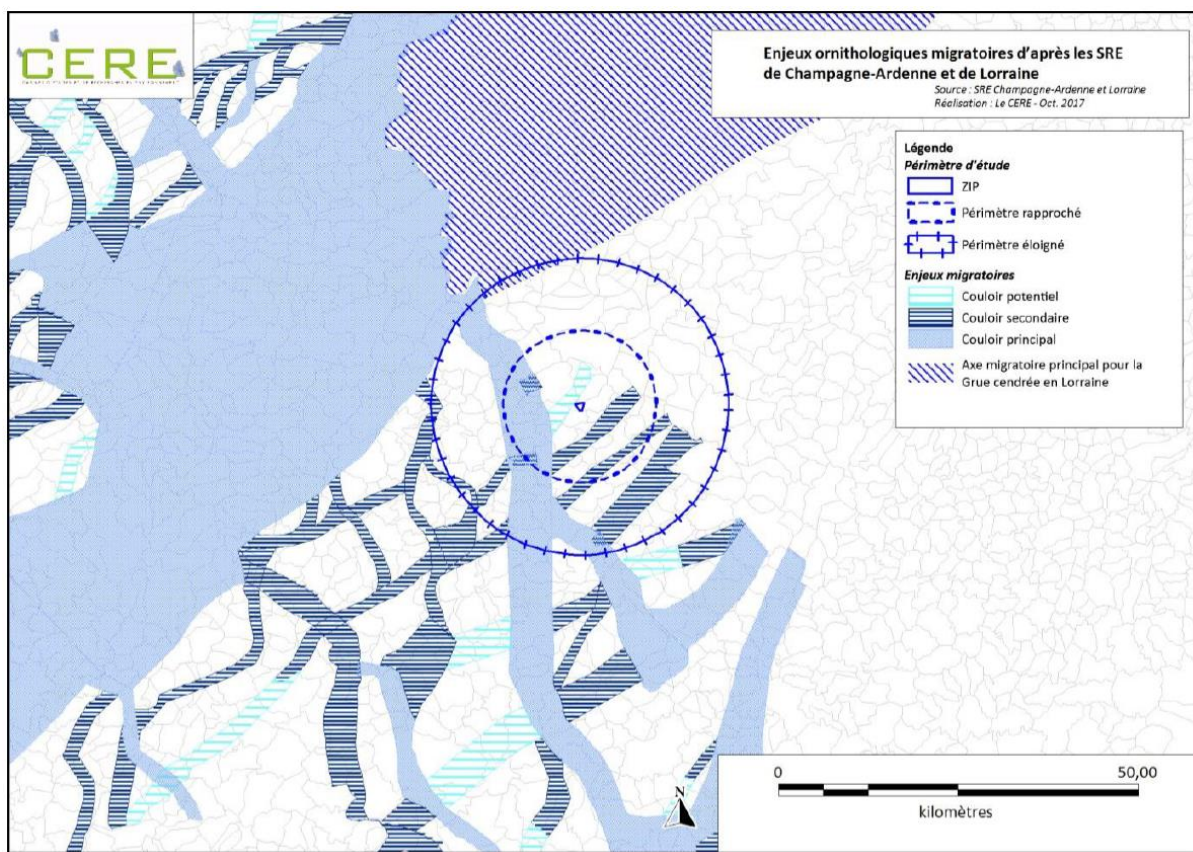 CERE
Enjeux ornithologiques migratoires d'après les SRE
de Champagne-Ardenne et de Lorraine
Source : SRE Champagne-Ardenne et Lorraine
Réalisation : Le CERE - Oct. 2017
Légende
Périmètre d'étude
ZIP
Périmètre rapproché
Périmètre éloigné
Enjeux migratoires
Couloir potentiel
Couloir secondaire
Couloir principal
Axe migratoire principal pour la
Grue cendrée en Lorraine
N
0 50,00
kilomètres